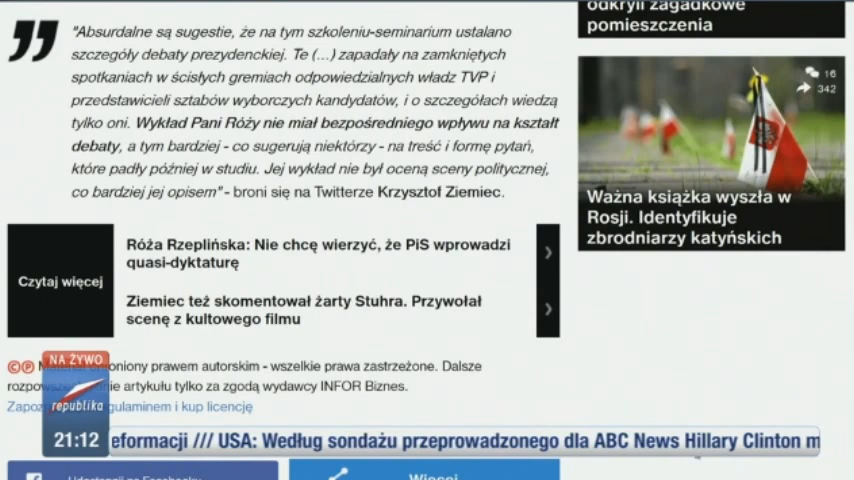 "Absurdalne są sugestie, że na tym szkoleniu-seminarium ustalano
szczegóły debaty prezydenckiej. Te (...) zapadały na zamkniętych
spotkaniach w ścisłych gremiach odpowiedzialnych władz TVP i
przedstawicieli sztabów wyborczych kandydatów, i o szczegółach wiedzą
tylko oni. Wykład Pani Róży nie miał bezpośredniego wpływu na kształt
debaty, a tym bardziej - co sugerują niektórzy - na treść i formę pytań,
które padły później w studiu. Jej wykład nie był oceną sceny politycznej,
co bardziej jej opisem" - broni się na Twitterze Krzysztof Ziemiec.
Czytaj więcej
Róża Rzeplińska: Nie chcę wierzyć, że PiS wprowadzi
quasi-dyktaturę
Ziemiec też skomentował żarty Stuhra. Przywołał
scenę z kultowego filmu
odkryli zagadkowe
pomieszczenia
16
342
Ważna książka wyszła w
Rosji. Identyfikuje
zbrodniarzy katyńskich
©℗ chroniony prawem autorskim - wszelkie prawa zastrzeżone. Dalsze
artykułu tylko za zgodą wydawcy INFOR Biznes.
regulaminem i kup licencję
NA ŻYWO
republika
21:12
eformacji /// USA: Według sondażu przeprowadzonego dla ABC News Hillary Clinton m
Udostępnij na Facebooku
Więcej